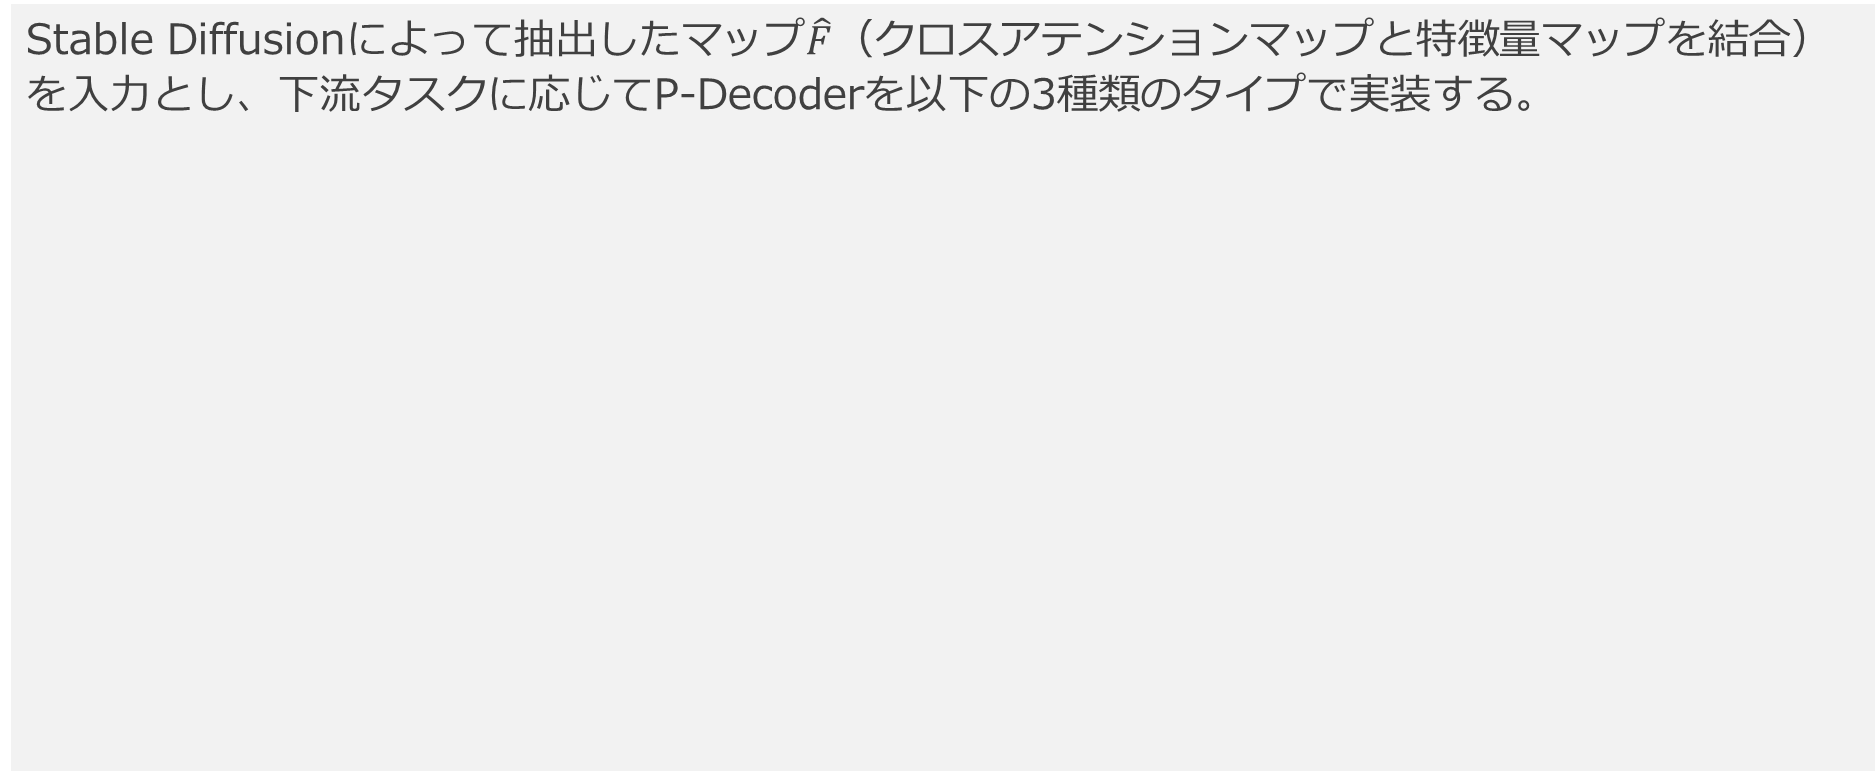 Stable Diffusionによって抽出したマップF̂（クロスアテンションマップと特徴量マップを結合）
を入力とし、下流タスクに応じてP-Decoderを以下の3種類のタイプで実装する。